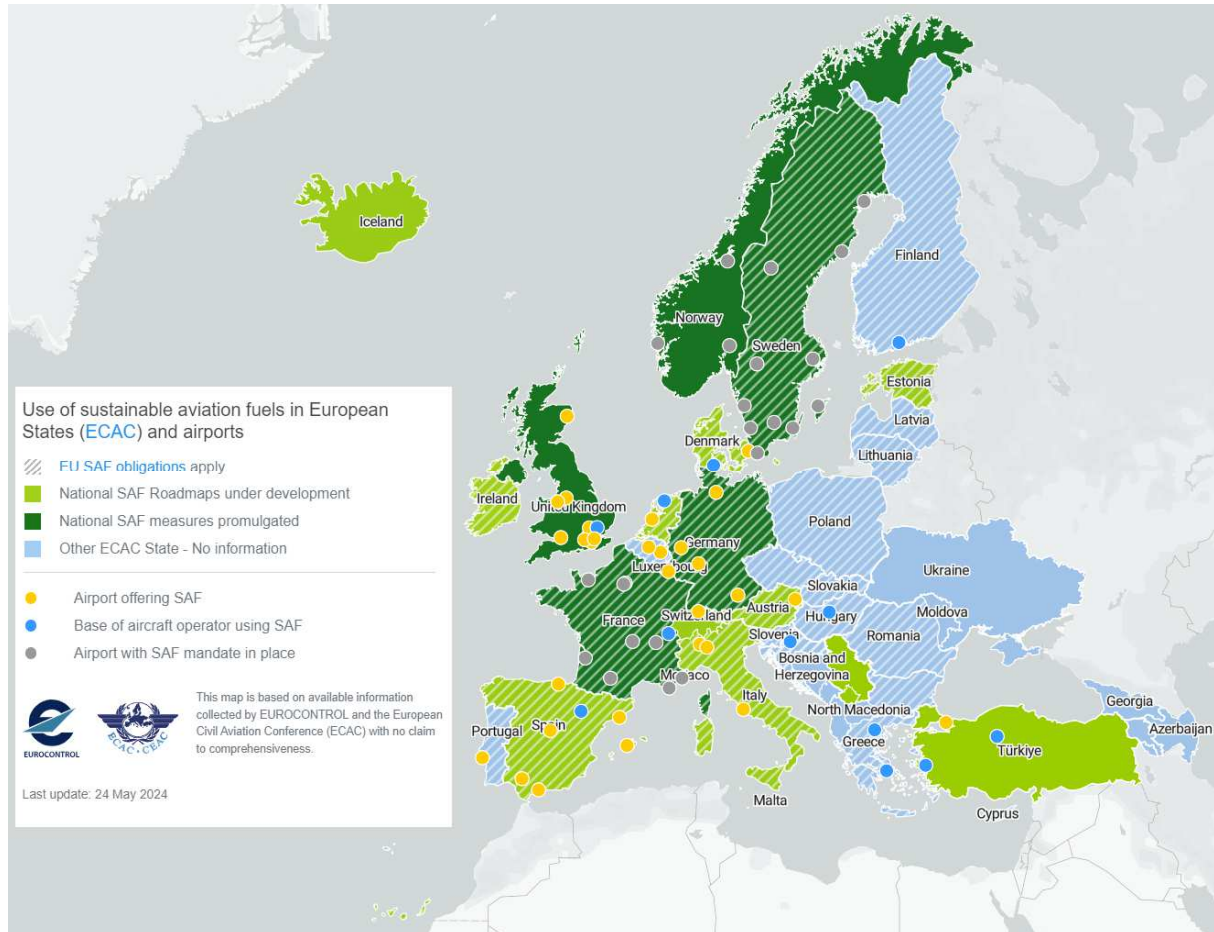 Iceland
Finland
Norway
Sweden
Estonia
Latvia
Lithuania
Denmark
Ireland
United Kingdom
Poland
Germany
Luxembourg
Ukraine
Slovakia
Austria
Switzerland
France
Hungary
Moldova
Slovenia
Romania
Bosnia and
Herzegovina
Monaco
Italy
North Macedonia
Georgia
Azerbaijan
Portugal
Spain
Greece
Türkiye
Malta
Cyprus
Use of sustainable aviation fuels in European
States (ECAC) and airports
EU SAF obligations apply
National SAF Roadmaps under development
National SAF measures promulgated
Other ECAC State - No information
Airport offering SAF
Base of aircraft operator using SAF
Airport with SAF mandate in place
EUROCONTROL
ECAC • CEAC
This map is based on available information
collected by EUROCONTROL and the European
Civil Aviation Conference (ECAC) with no claim
to comprehensiveness.
Last update: 24 May 2024